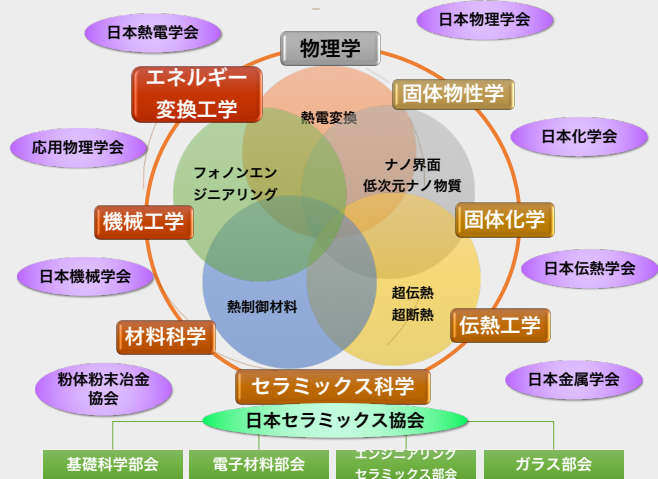 日本熱電学会
日本物理学会
物理学
エネルギー
変換工学
固体物性学
熱電変換
応用物理学会
日本化学会
フォノンエン
ジニアリング
ナノ界面
低次元ナノ物質
機械工学
固体化学
日本機械学会
日本伝熱学会
熱制御材料
超伝熱
超断熱
材料科学
伝熱工学
粉体粉末冶金
協会
セラミックス科学
日本金属学会
日本セラミックス協会
基礎科学部会
電子材料部会
エンジニアリング
セラミックス部会
ガラス部会